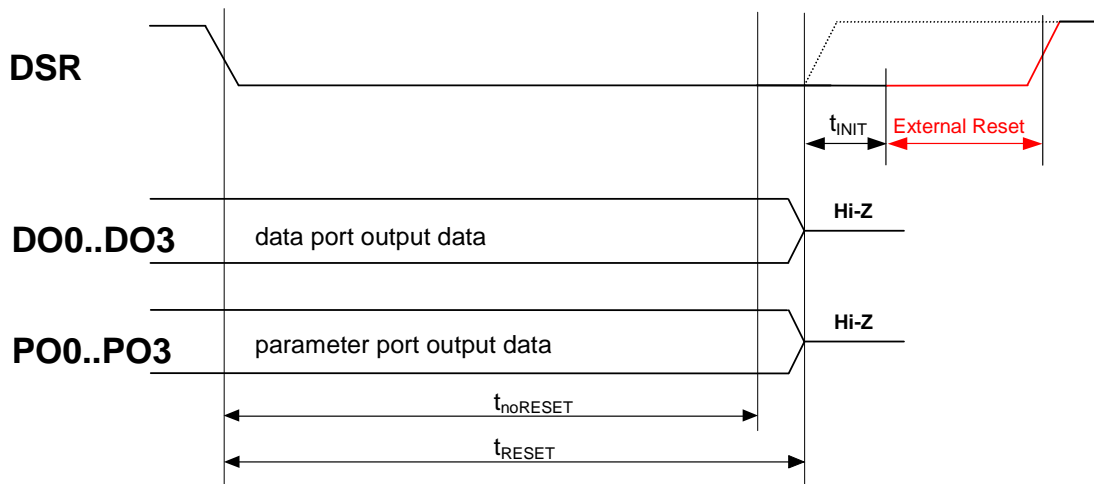 DSR
tINIT
External Reset
DO0..DO3
data port output data
Hi-Z
PO0..PO3
parameter port output data
Hi-Z
tnoRESET
tRESET